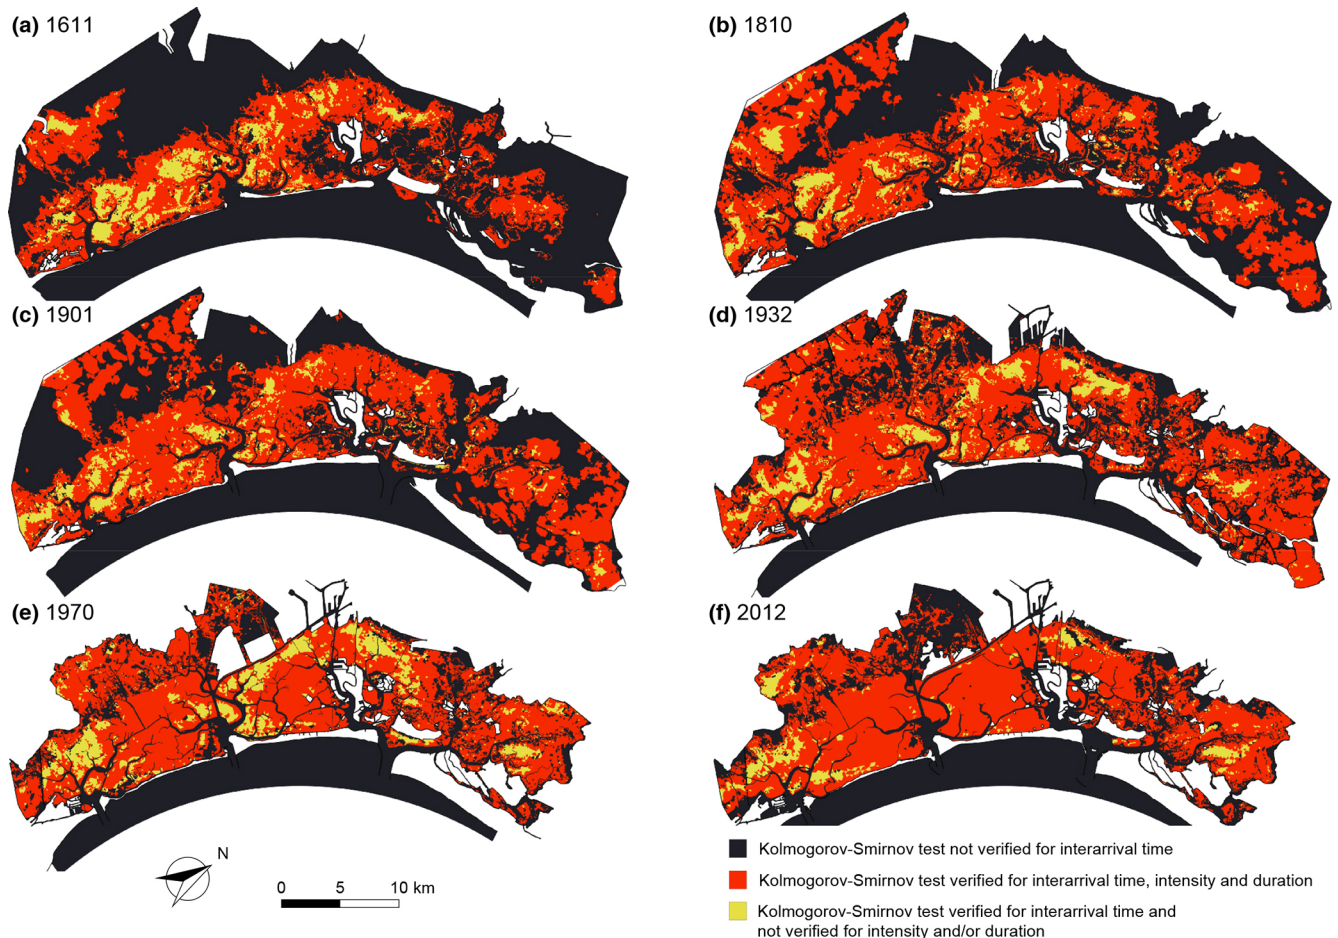 (a) 1611
(b) 1810
(c) 1901
(d) 1932
(e) 1970
(f) 2012
N
0 5 10 km
Kolmogorov-Smirnov test not verified for interarrival time
Kolmogorov-Smirnov test verified for interarrival time, intensity and duration
Kolmogorov-Smirnov test verified for interarrival time and
not verified for intensity and/or duration